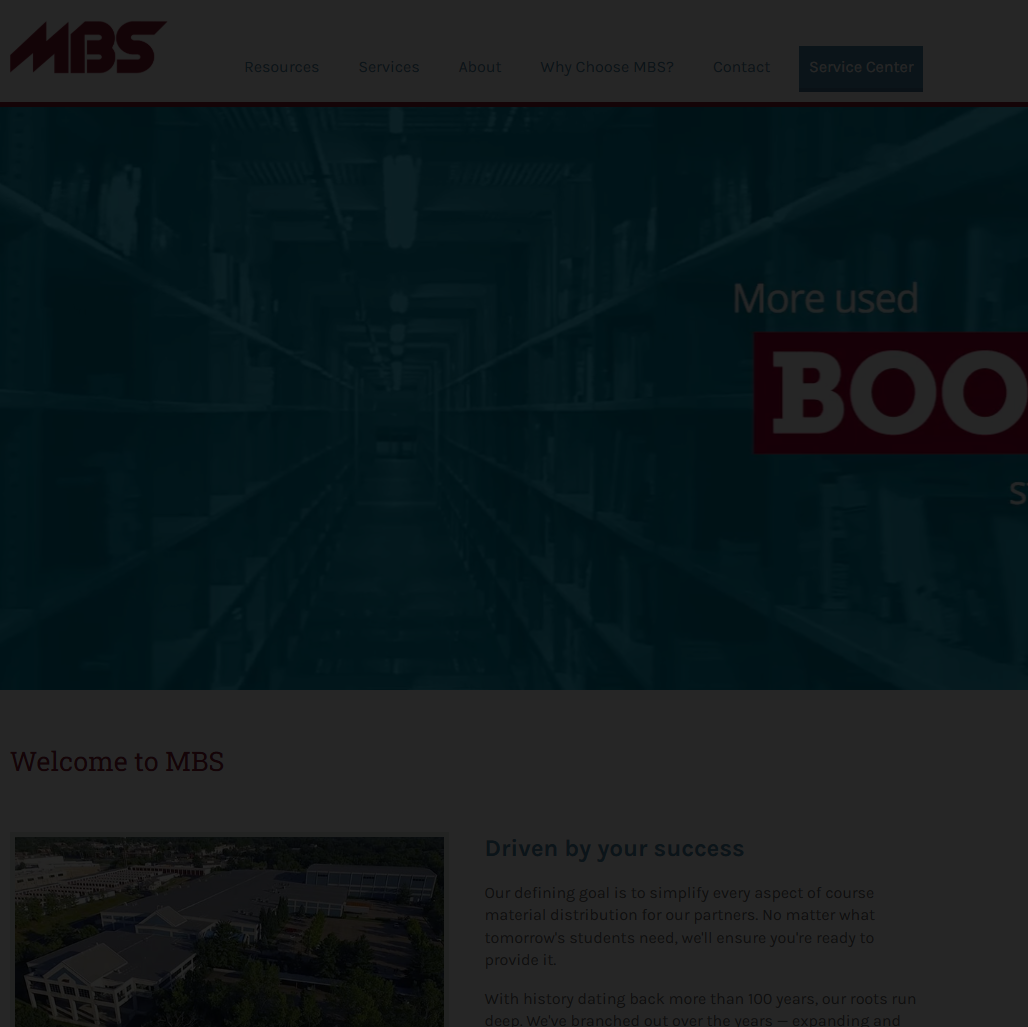 MBS
Resources
Services
About
Why Choose MBS?
Contact
Service Center
More used
BOO
s
Welcome to MBS
Driven by your success
Our defining goal is to simplify every aspect of course
material distribution for our partners. No matter what
tomorrow's students need, we'll ensure you're ready to
provide it.
With history dating back more than 100 years, our roots run
deep. We've branched out over the years — expanding and